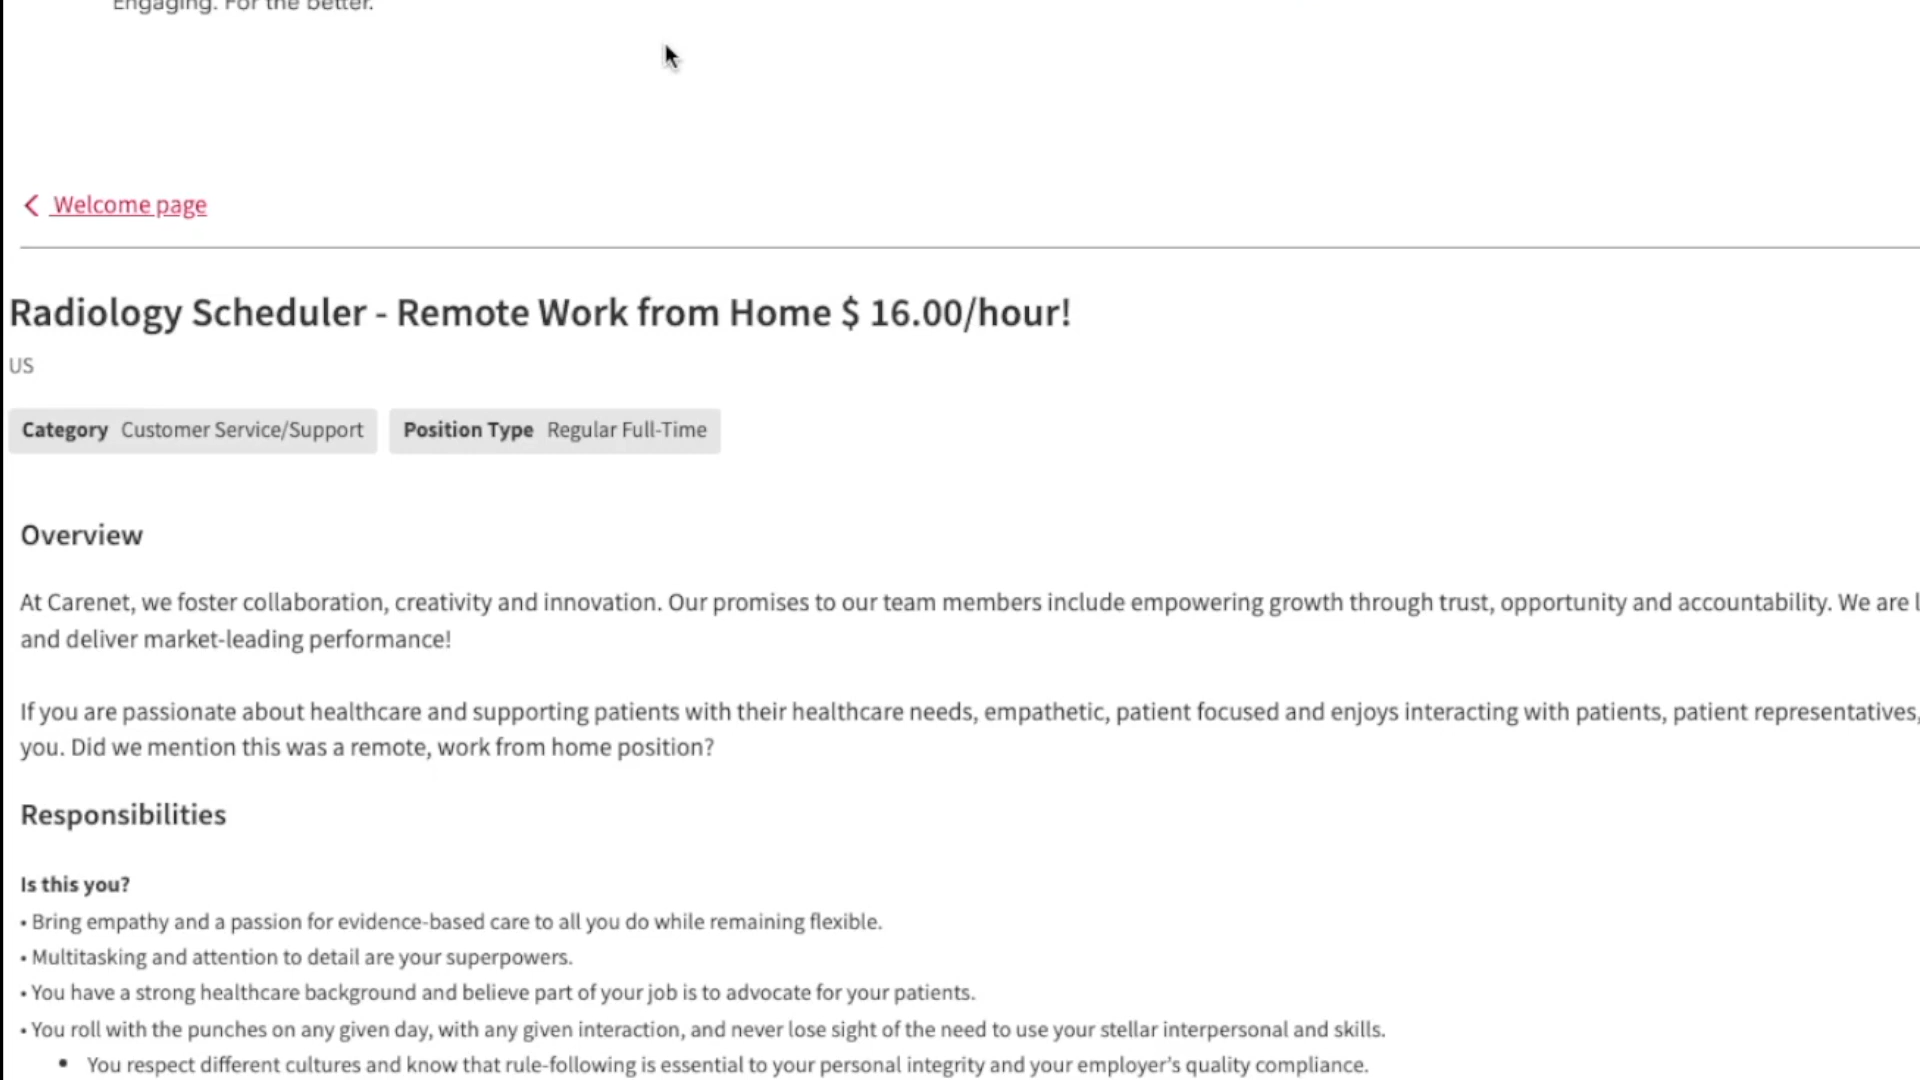 Engaging. For the better.
Welcome page
Radiology Scheduler - Remote Work from Home $ 16.00/hour!
US
Category Customer Service/Support Position Type Regular Full-Time
Overview
At Carenet, we foster collaboration, creativity and innovation. Our promises to our team members include empowering growth through trust, opportunity and accountability. We are
and deliver market-leading performance!
If you are passionate about healthcare and supporting patients with their healthcare needs, empathetic, patient focused and enjoys interacting with patients, patient representatives,
you. Did we mention this was a remote, work from home position?
Responsibilities
Is this you?
• Bring empathy and a passion for evidence-based care to all you do while remaining flexible.
• Multitasking and attention to detail are your superpowers.
• You have a strong healthcare background and believe part of your job is to advocate for your patients.
• You roll with the punches on any given day, with any given interaction, and never lose sight of the need to use your stellar interpersonal and skills.
• You respect different cultures and know that rule-following is essential to your personal integrity and your employer's quality compliance.